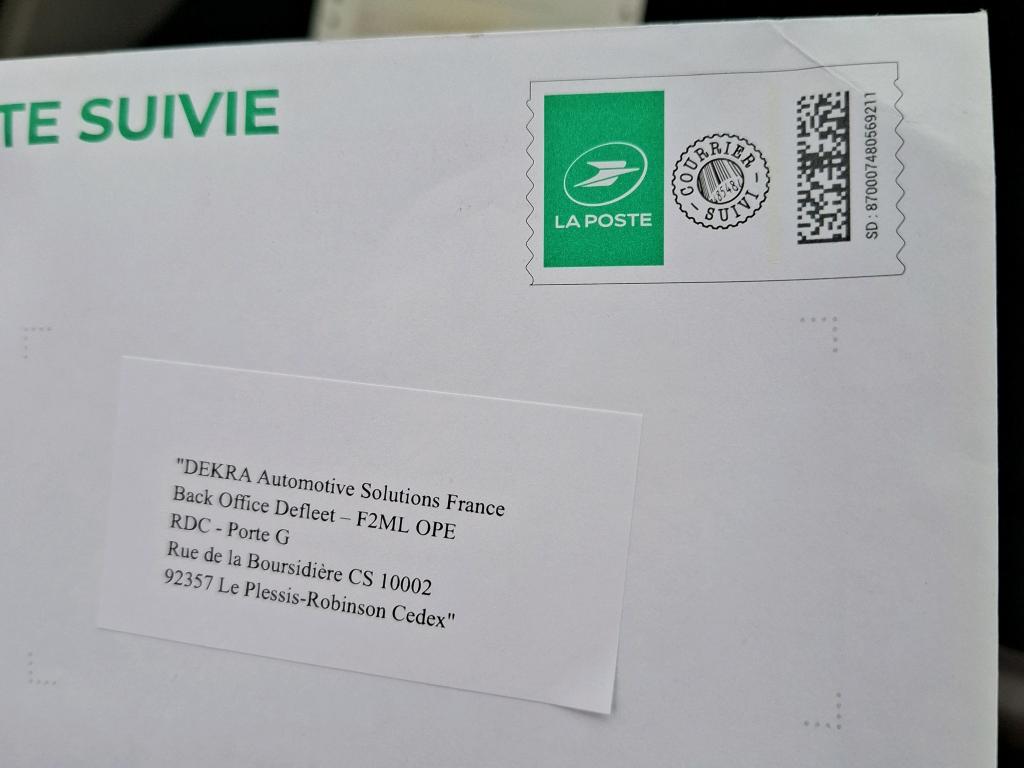 TE SUIVIE
LA POSTE
COURRIER
SUIVI
SD : 87000748056921
"DEKRA Automotive Solutions France
Back Office Defleet – F2ML OPE
RDC - Porte G
Rue de la Boursidière CS 10002
92357 Le Plessis-Robinson Cedex"